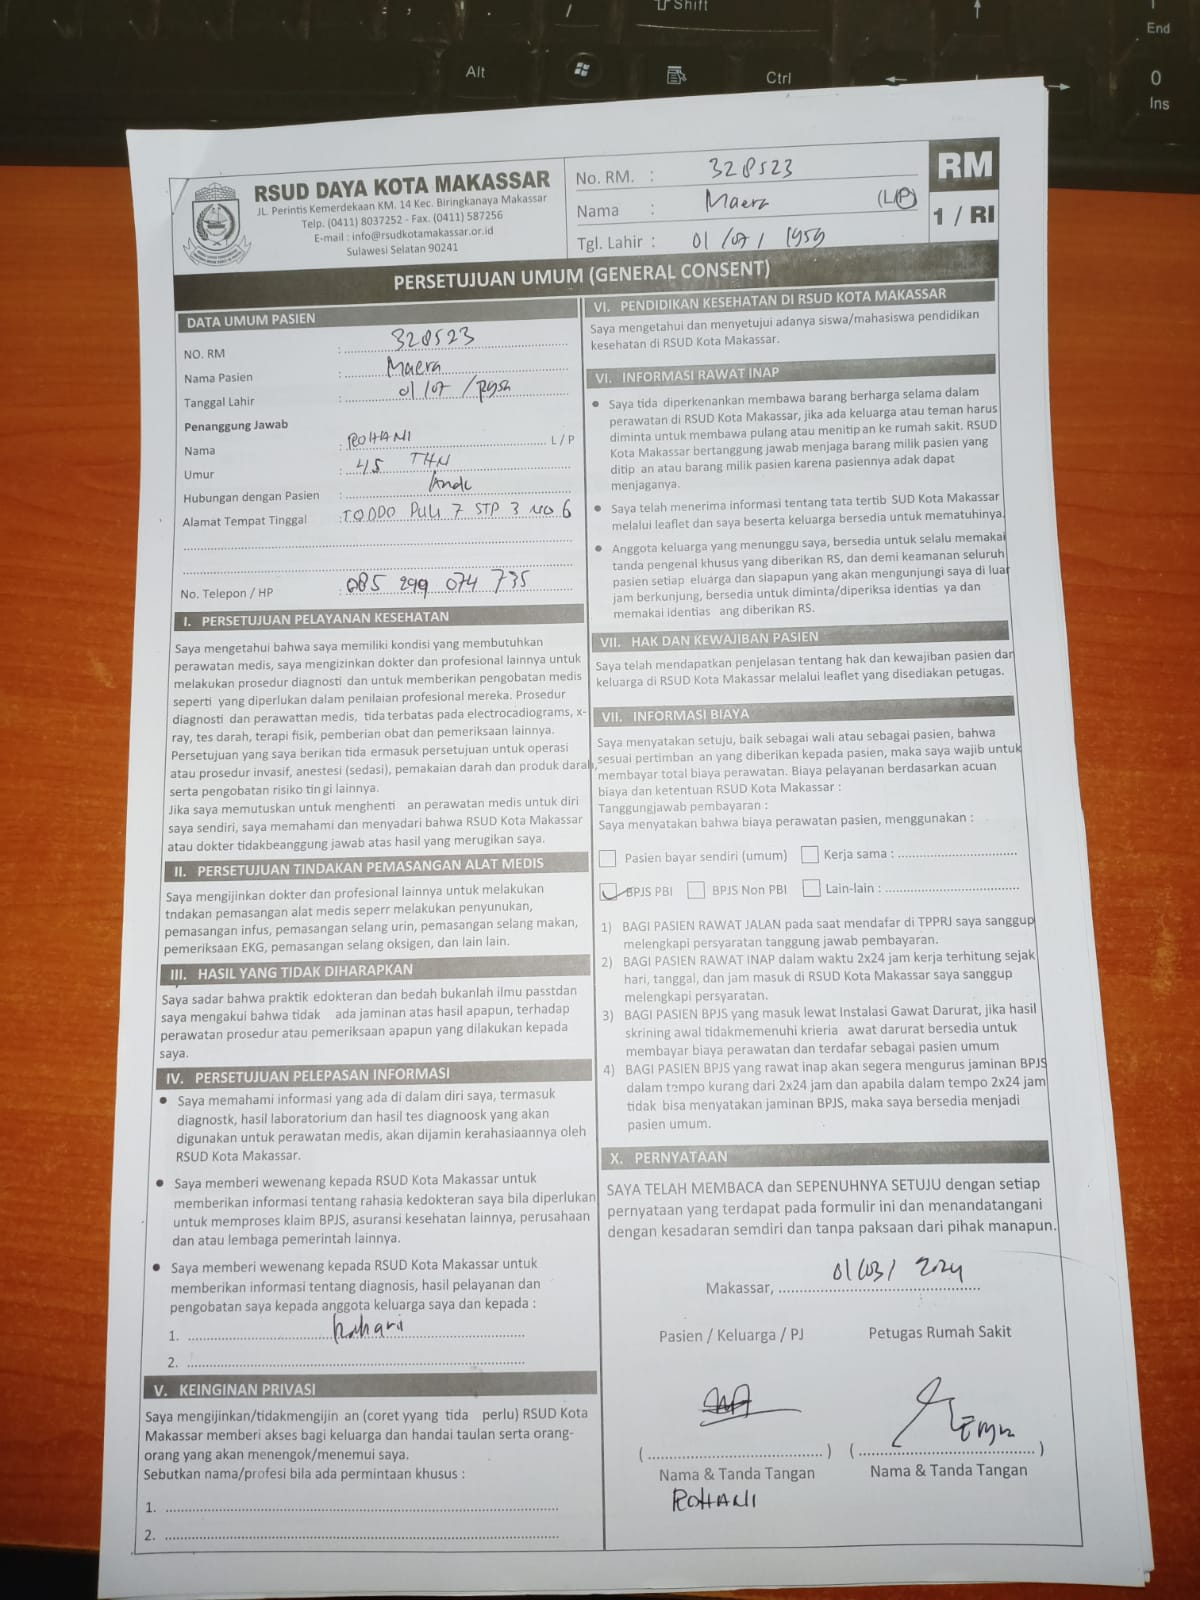 Shift
End
Alt
Ctrl
0
Ins
RSUD DAYA KOTA MAKASSAR
JL. Perintis Kemerdekaan KM. 14 Kec. Biringkanaya Makassar
Telp. (0411) 8037252 - Fax. (0411) 587256
E-mail : info@rsudkotamakassar.or.id
Sulawesi Selatan 90241
No. RM. : 328523
Nama : Maera (L/P)
Tgl. Lahir : 01 / 07 / 1959
RM
1 / RI
PERSETUJUAN UMUM (GENERAL CONSENT)
DATA UMUM PASIEN
NO. RM : 328523
Nama Pasien : Maera
Tanggal Lahir : 01 / 07 / 1959
Penanggung Jawab
Nama : ROHANI L / P
Umur : 45 THN
Hubungan dengan Pasien : Anak
Alamat Tempat Tinggal : TODDO PULI 7 STP 3 NO 6
No. Telepon / HP : 085 299 074 735
I. PERSETUJUAN PELAYANAN KESEHATAN
Saya mengetahui bahwa saya memiliki kondisi yang membutuhkan
perawatan medis, saya mengizinkan dokter dan profesional lainnya untuk
melakukan prosedur diagnosti dan untuk memberikan pengobatan medis
seperti yang diperlukan dalam penilaian profesional mereka. Prosedur
diagnosti dan perawattan medis, tida terbatas pada electrocadiograms, x-
ray, tes darah, terapi fisik, pemberian obat dan pemeriksaan lainnya.
Persetujuan yang saya berikan tida ermasuk persetujuan untuk operasi
atau prosedur invasif, anestesi (sedasi), pemakaian darah dan produk darah,
serta pengobatan risiko tin gi lainnya.
Jika saya memutuskan untuk menghenti an perawatan medis untuk diri
saya sendiri, saya memahami dan menyadari bahwa RSUD Kota Makassar
atau dokter tidakbeanggung jawab atas hasil yang merugikan saya.
II. PERSETUJUAN TINDAKAN PEMASANGAN ALAT MEDIS
Saya mengijinkan dokter dan profesional lainnya untuk melakukan
tndakan pemasangan alat medis seperr melakukan penyunukan,
pemasangan infus, pemasangan selang urin, pemasangan selang makan,
pemeriksaan EKG, pemasangan selang oksigen, dan lain lain.
III. HASIL YANG TIDAK DIHARAPKAN
Saya sadar bahwa praktik edokteran dan bedah bukanlah ilmu passtdan
saya mengakui bahwa tidak ada jaminan atas hasil apapun, terhadap
perawatan prosedur atau pemeriksaan apapun yang dilakukan kepada
saya.
IV. PERSETUJUAN PELEPASAN INFORMASI
• Saya memahami informasi yang ada di dalam diri saya, termasuk
diagnostk, hasil laboratorium dan hasil tes diagnoosk yang akan
digunakan untuk perawatan medis, akan dijamin kerahasiaannya oleh
RSUD Kota Makassar.
• Saya memberi wewenang kepada RSUD Kota Makassar untuk
memberikan informasi tentang rahasia kedokteran saya bila diperlukan
untuk memproses klaim BPJS, asuransi kesehatan lainnya, perusahaan
dan atau lembaga pemerintah lainnya.
• Saya memberi wewenang kepada RSUD Kota Makassar untuk
memberikan informasi tentang diagnosis, hasil pelayanan dan
pengobatan saya kepada anggota keluarga saya dan kepada :
1. Rohani
2.
V. KEINGINAN PRIVASI
Saya mengijinkan/tidakmengijin an (coret yyang tida perlu) RSUD Kota
Makassar memberi akses bagi keluarga dan handai taulan serta orang-
orang yang akan menengok/menemui saya.
Sebutkan nama/profesi bila ada permintaan khusus :
1.
2.
VI. PENDIDIKAN KESEHATAN DI RSUD KOTA MAKASSAR
Saya mengetahui dan menyetujui adanya siswa/mahasiswa pendidikan
kesehatan di RSUD Kota Makassar.
VI. INFORMASI RAWAT INAP
• Saya tida diperkenankan membawa barang berharga selama dalam
perawatan di RSUD Kota Makassar, jika ada keluarga atau teman harus
diminta untuk membawa pulang atau menitip an ke rumah sakit. RSUD
Kota Makassar bertanggung jawab menjaga barang milik pasien yang
ditip an atau barang milik pasien karena pasiennya adak dapat
menjaganya.
• Saya telah menerima informasi tentang tata tertib SUD Kota Makassar
melalui leaflet dan saya beserta keluarga bersedia untuk mematuhinya.
• Anggota keluarga yang menunggu saya, bersedia untuk selalu memakai
tanda pengenal khusus yang diberikan RS, dan demi keamanan seluruh
pasien setiap eluarga dan siapapun yang akan mengunjungi saya di luar
jam berkunjung, bersedia untuk diminta/diperiksa identias ya dan
memakai identias ang diberikan RS.
VII. HAK DAN KEWAJIBAN PASIEN
Saya telah mendapatkan penjelasan tentang hak dan kewajiban pasien dan
keluarga di RSUD Kota Makassar melalui leaflet yang disediakan petugas.
VII. INFORMASI BIAYA
Saya menyatakan setuju, baik sebagai wali atau sebagai pasien, bahwa
sesuai pertimban an yang diberikan kepada pasien, maka saya wajib untuk
membayar total biaya perawatan. Biaya pelayanan berdasarkan acuan
biaya dan ketentuan RSUD Kota Makassar :
Tanggungjawab pembayaran :
Saya menyatakan bahwa biaya perawatan pasien, menggunakan :
Pasien bayar sendiri (umum) Kerja sama :
BPJS PBI BPJS Non PBI Lain-lain :
1) BAGI PASIEN RAWAT JALAN pada saat mendafar di TPPRJ saya sanggup
melengkapi persyaratan tanggung jawab pembayaran.
2) BAGI PASIEN RAWAT INAP dalam waktu 2x24 jam kerja terhitung sejak
hari, tanggal, dan jam masuk di RSUD Kota Makassar saya sanggup
melengkapi persyaratan.
3) BAGI PASIEN BPJS yang masuk lewat Instalasi Gawat Darurat, jika hasil
skrining awal tidakmemenuhi krieria awat darurat bersedia untuk
membayar biaya perawatan dan terdafar sebagai pasien umum
4) BAGI PASIEN BPJS yang rawat inap akan segera mengurus jaminan BPJS
dalam tempo kurang dari 2x24 jam dan apabila dalam tempo 2x24 jam
tidak bisa menyatakan jaminan BPJS, maka saya bersedia menjadi
pasien umum.
X. PERNYATAAN
SAYA TELAH MEMBACA dan SEPENUHNYA SETUJU dengan setiap
pernyataan yang terdapat pada formulir ini dan menandatangani
dengan kesadaran semdiri dan tanpa paksaan dari pihak manapun.
Makassar, 01/03/ 2024
Pasien / Keluarga / PJ Petugas Rumah Sakit
( ) ( )
Nama & Tanda Tangan Nama & Tanda Tangan
ROHANI